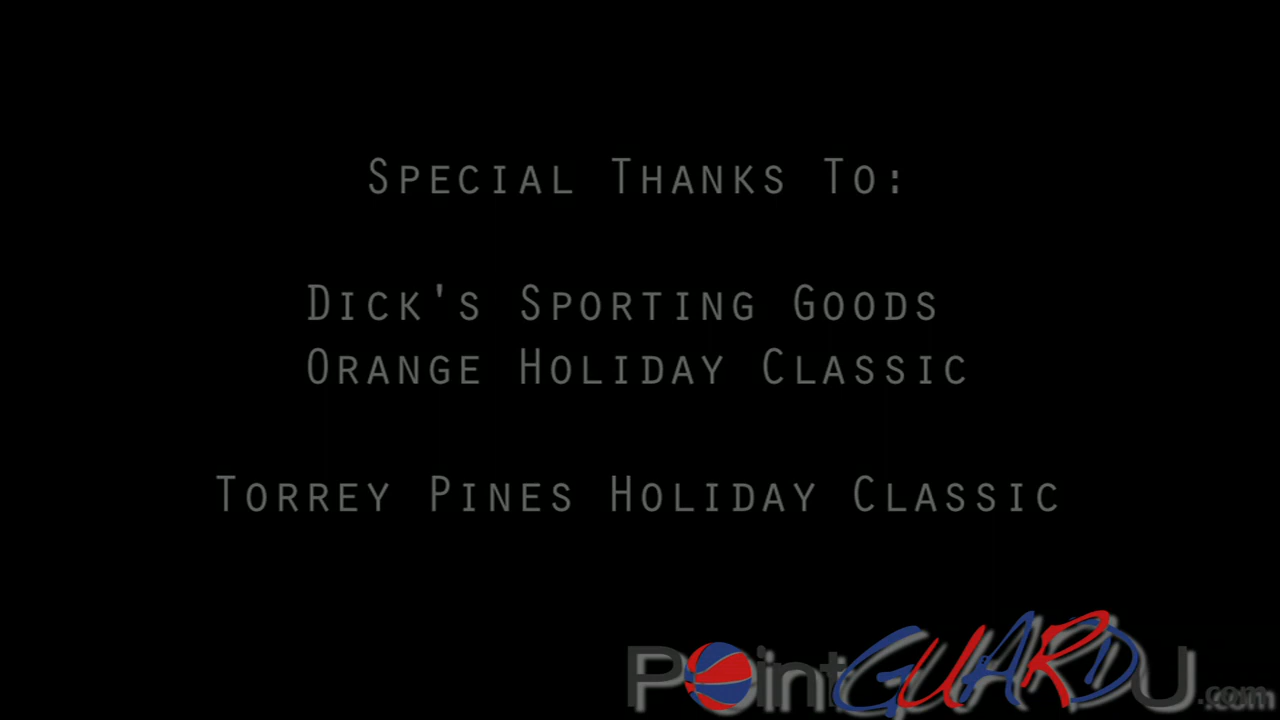 Special Thanks To:
Dick's Sporting Goods
Orange Holiday Classic
Torrey Pines Holiday Classic
PointGUARDU.com